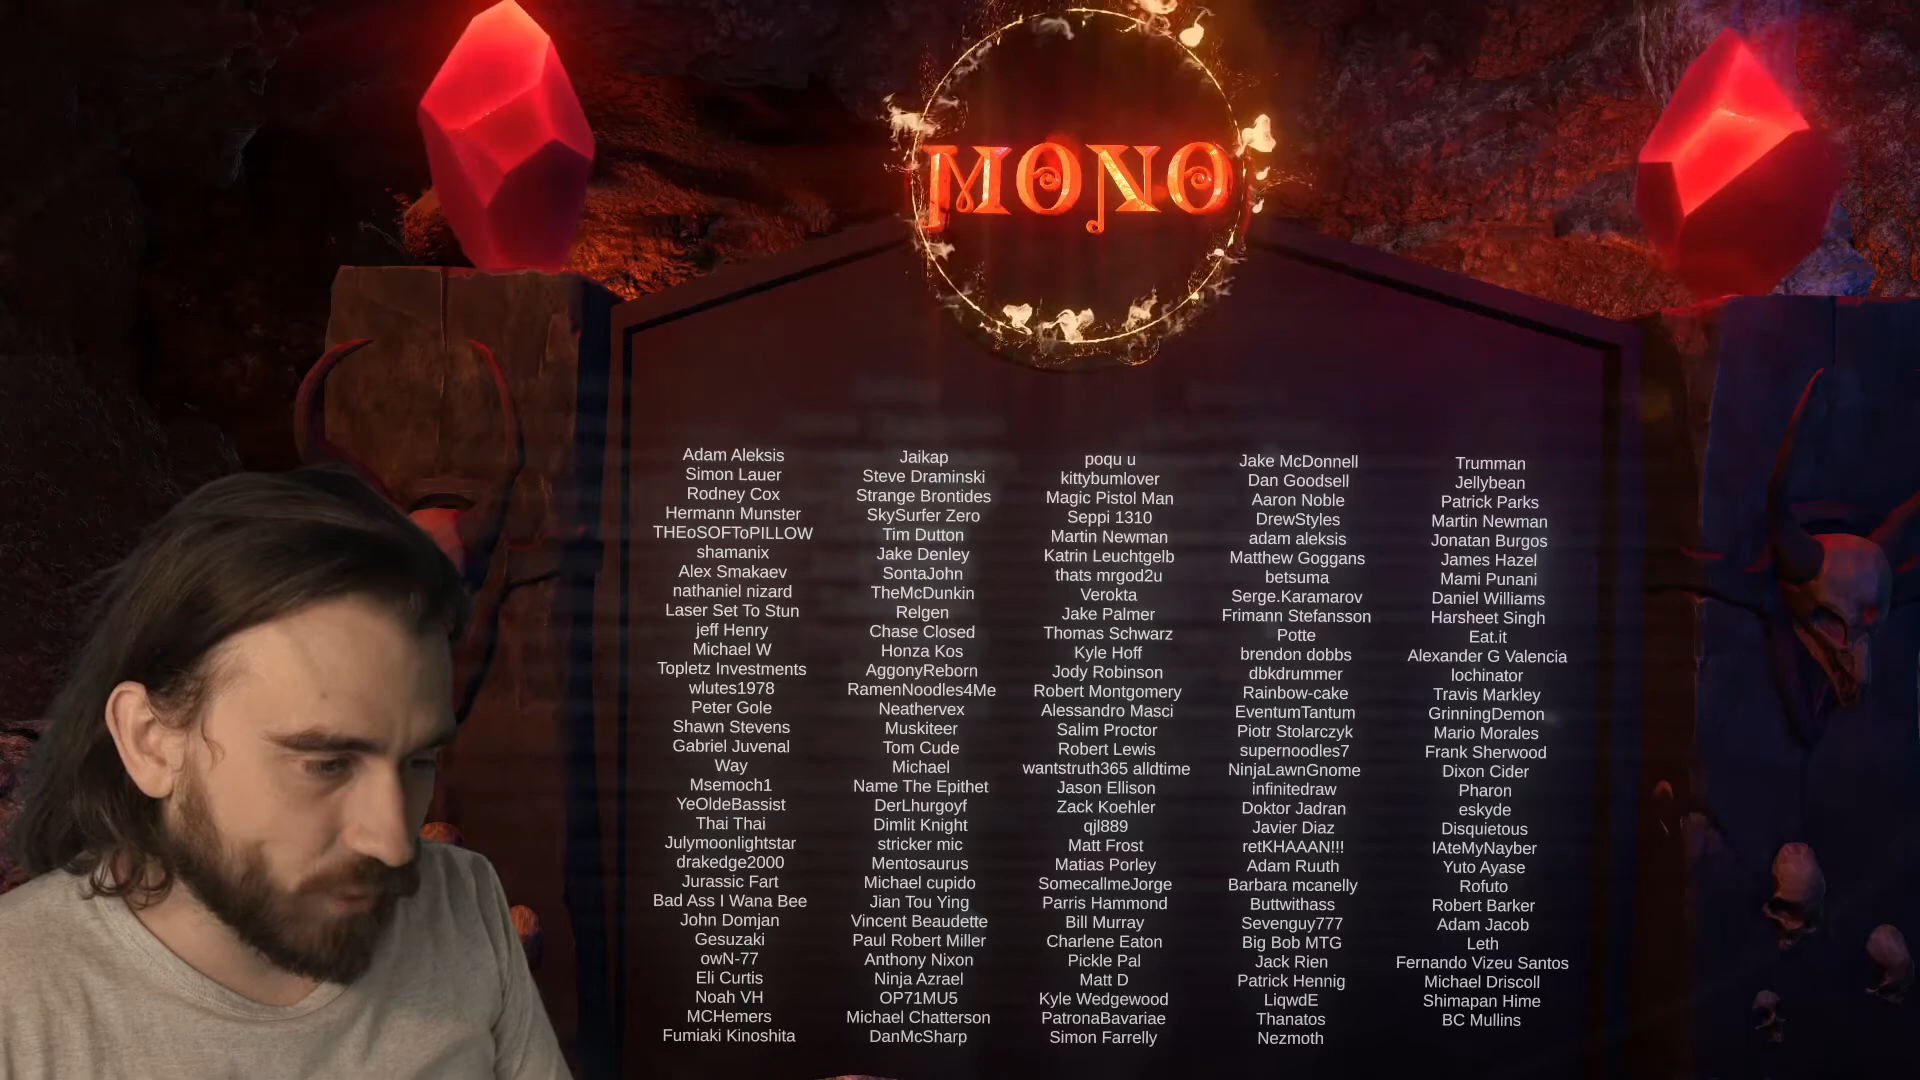 MONO
Adam Aleksis
Simon Lauer
Rodney Cox
Hermann Munster
THEoSOFToPILLOW
shamanix
Alex Smakaev
nathaniel nizard
Laser Set To Stun
jeff Henry
Michael W
Topletz Investments
wlutes1978
Peter Gole
Shawn Stevens
Gabriel Juvenal
Way
Msemoch1
YeOldeBassist
Thai Thai
Julymoonlightstar
drakedge2000
Jurassic Fart
Bad Ass I Wana Bee
John Domjan
Gesuzaki
owN-77
Eli Curtis
Noah VH
MCHemers
Fumiaki Kinoshita
Jaikap
Steve Draminski
Strange Brontides
SkySurfer Zero
Tim Dutton
Jake Denley
SontaJohn
TheMcDunkin
Relgen
Chase Closed
Honza Kos
AggonyReborn
RamenNoodles4Me
Neathervex
Muskiteer
Tom Cude
Michael
Name The Epithet
DerLhurgoyf
Dimlit Knight
stricker mic
Mentosaurus
Michael cupido
Jian Tou Ying
Vincent Beaudette
Paul Robert Miller
Anthony Nixon
Ninja Azrael
OP71MU5
Michael Chatterson
DanMcSharp
poqu u
kittybumlover
Magic Pistol Man
Seppi 1310
Martin Newman
Katrin Leuchtgelb
thats mrgod2u
Verokta
Jake Palmer
Thomas Schwarz
Kyle Hoff
Jody Robinson
Robert Montgomery
Alessandro Masci
Salim Proctor
Robert Lewis
wantstruth365 alldtime
Jason Ellison
Zack Koehler
qjl889
Matt Frost
Matias Porley
SomecallmeJorge
Parris Hammond
Bill Murray
Charlene Eaton
Pickle Pal
Matt D
Kyle Wedgewood
PatronaBavariae
Simon Farrelly
Jake McDonnell
Dan Goodsell
Aaron Noble
DrewStyles
adam aleksis
Matthew Goggans
betsuma
Serge.Karamarov
Frimann Stefansson
Potte
brendon dobbs
dbkdrummer
Rainbow-cake
EventumTantum
Piotr Stolarczyk
supernoodles7
NinjaLawnGnome
infinitedraw
Doktor Jadran
Javier Diaz
retKHAAAN!!!
Adam Ruuth
Barbara mcanelly
Buttwithass
Sevenguy777
Big Bob MTG
Jack Rien
Patrick Hennig
LiqwdE
Thanatos
Nezmoth
Trumman
Jellybean
Patrick Parks
Martin Newman
Jonatan Burgos
James Hazel
Mami Punani
Daniel Williams
Harsheet Singh
Eat.it
Alexander G Valencia
lochinator
Travis Markley
GrinningDemon
Mario Morales
Frank Sherwood
Dixon Cider
Pharon
eskyde
Disquietous
IAteMyNayber
Yuto Ayase
Rofuto
Robert Barker
Adam Jacob
Leth
Fernando Vizeu Santos
Michael Driscoll
Shimapan Hime
BC Mullins